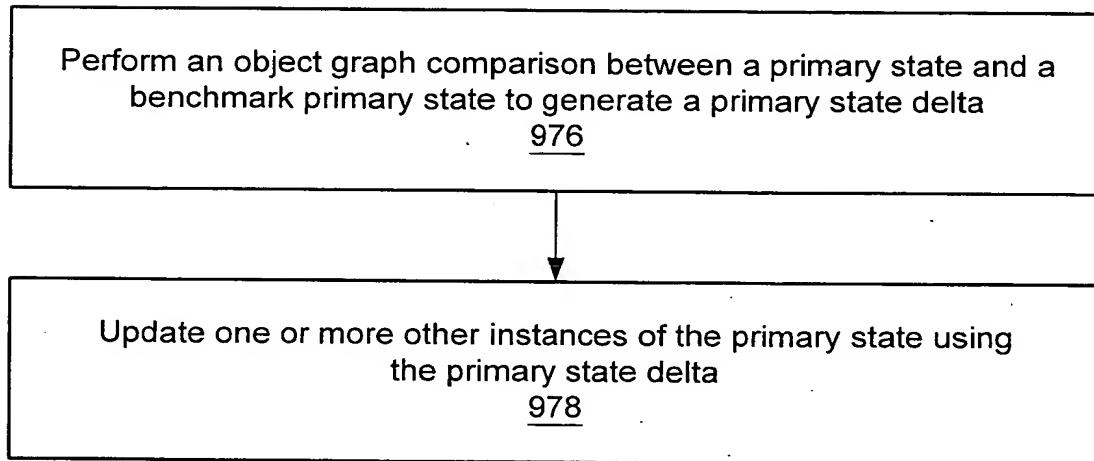 Perform an object graph comparison between a primary state and a
benchmark primary state to generate a primary state delta
976
Update one or more other instances of the primary state using
the primary state delta
978